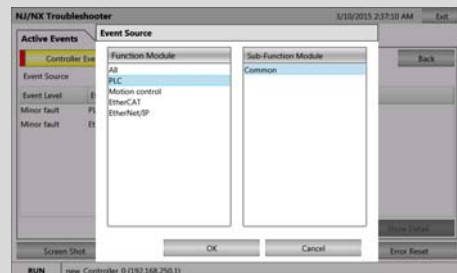 NJ/NX Troubleshooter 3/10/2015 2:37:10 AM Exit
Active Events
Event Source
Controller Eve
Back
Function Module
Sub-Function Module
All
PLC
Motion control
EtherCAT
EtherNet/IP
Common
Event Source
Event Level
Minor fault
Minor fault
Show Detail
OK
Cancel
Screen Shot
Error Reset
RUN new_Controller_0 (192.168.250.1)